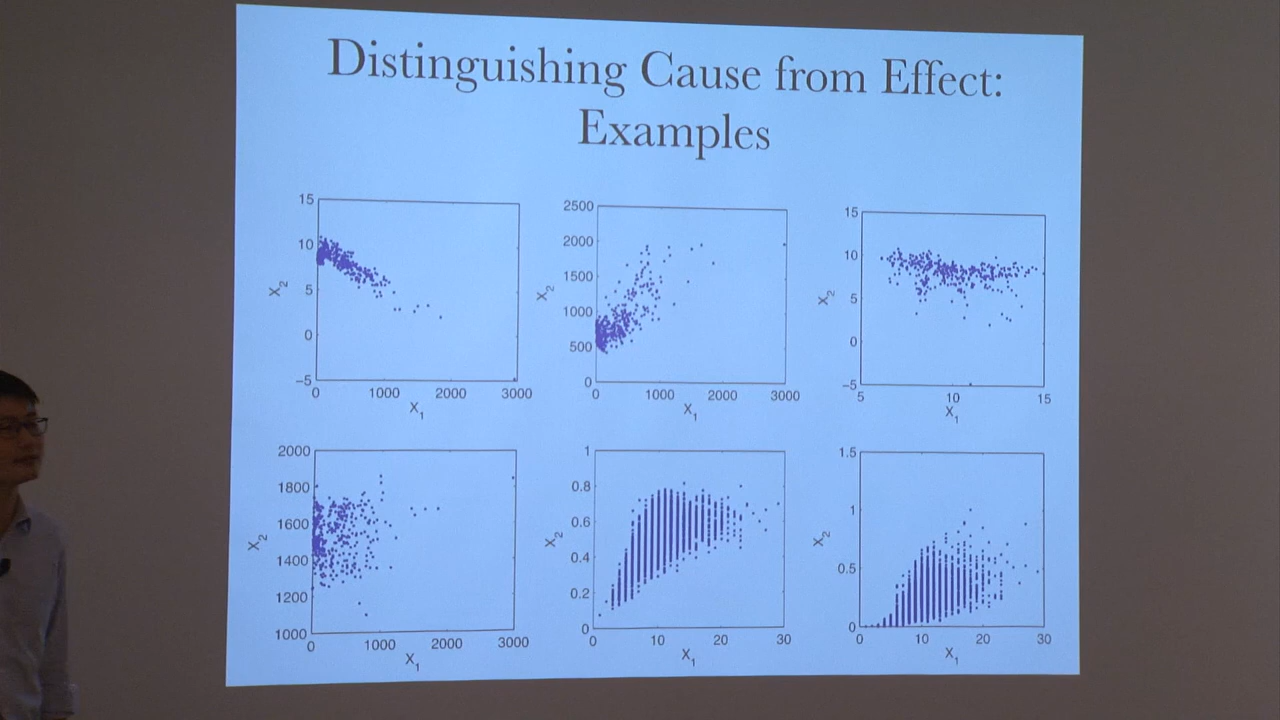 Distinguishing Cause from Effect:
Examples
15
10
5
0
−5
X2
0 1000 2000 3000
X1
2500
2000
1500
1000
500
0
X2
0 1000 2000 3000
X1
15
10
5
0
−5
X2
5 10 15
X1
2000
1800
1600
1400
1200
1000
X2
0 1000 2000 3000
X1
1
0.8
0.6
0.4
0.2
0
X2
0 10 20 30
X1
1.5
1
0.5
0
X2
0 10 20 30
X1